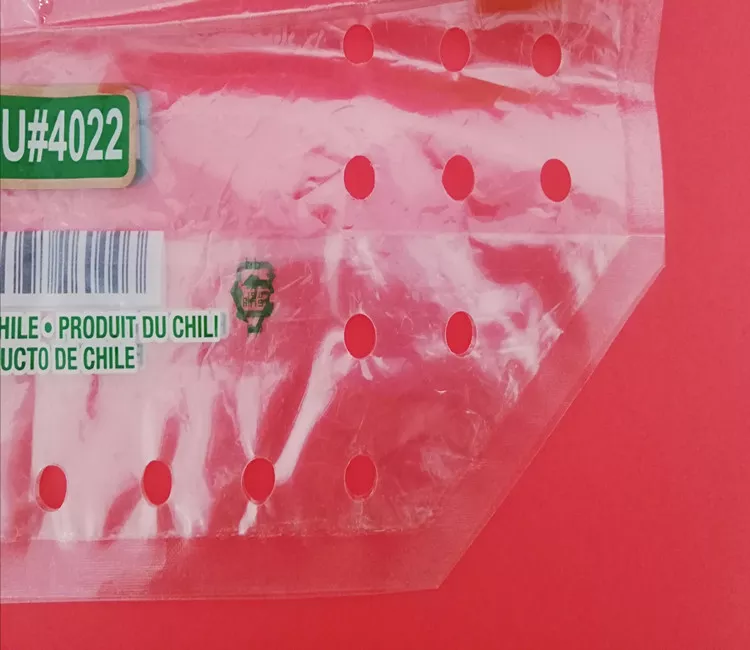 U#4022
HILE • PRODUIT DU CHILI
UCTO DE CHILE